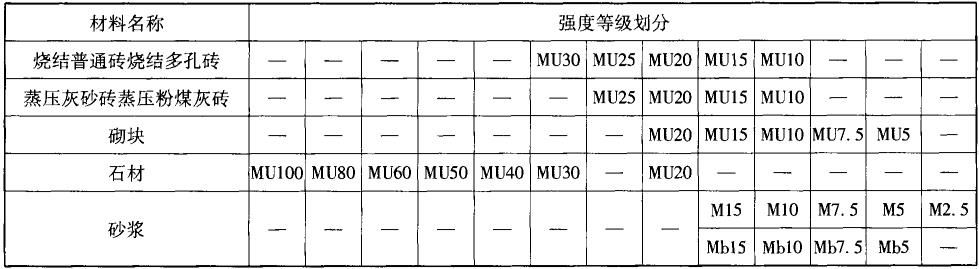 材料名称 强度等级划分
烧结普通砖烧结多孔砖 — — — — — MU30 MU25 MU20 MU15 MU10 — — —
蒸压灰砂砖蒸压粉煤灰砖 — — — — — — MU25 MU20 MU15 MU10 — — —
砌块 — — — — — — — MU20 MU15 MU10 MU7.5 MU5 —
石材 MU100 MU80 MU60 MU50 MU40 MU30 — MU20 — — — — —
砂浆 — — — — — — — — M15 M10 M7.5 M5 M2.5
Mb15 Mb10 Mb7.5 Mb5 —